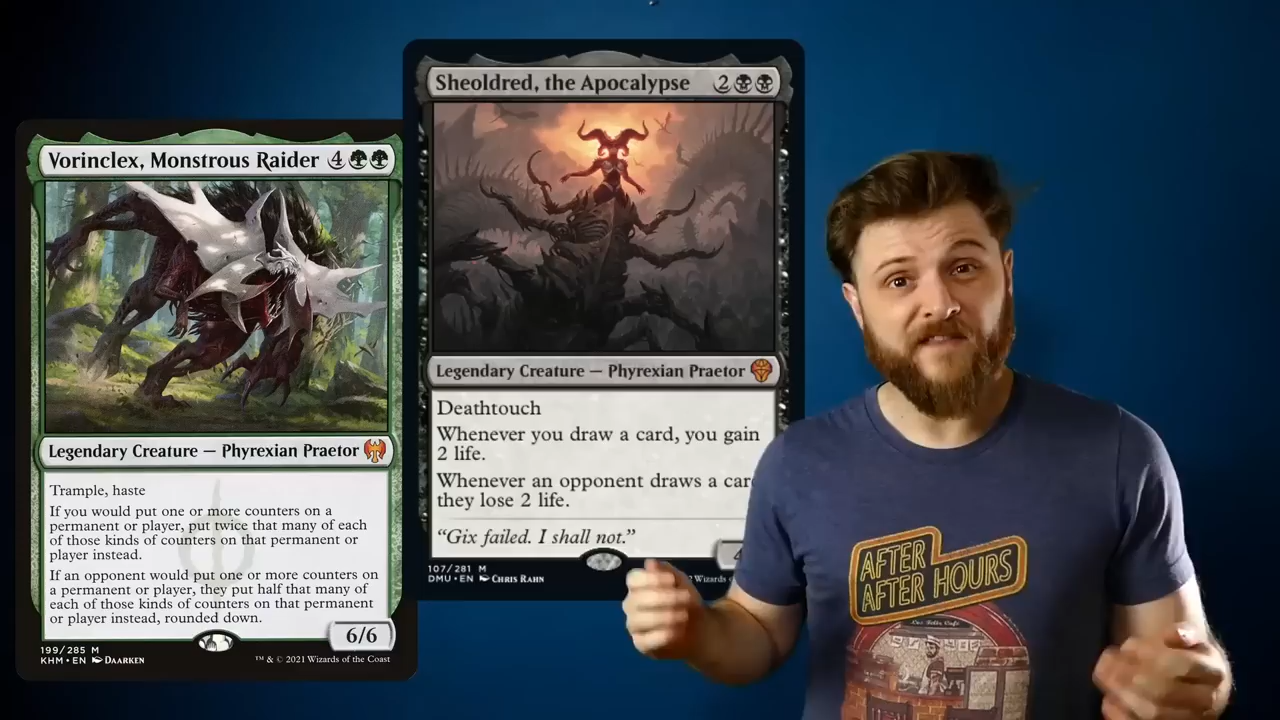 Vorinclex, Monstrous Raider 4
Legendary Creature — Phyrexian Praetor
Trample, haste
If you would put one or more counters on a
permanent or player, put twice that many of each
of those kinds of counters on that permanent or
player instead.
If an opponent would put one or more counters on
a permanent or player, they put half that many of
each of those kinds of counters on that permanent
or player instead, rounded down.
6/6
199/285 M
KHM • EN DAARKEN
™ & © 2021 Wizards of the Coast
Sheoldred, the Apocalypse 2
Legendary Creature — Phyrexian Praetor
Deathtouch
Whenever you draw a card, you gain
2 life.
Whenever an opponent draws a car
they lose 2 life.
“Gix failed. I shall not.”
4
107/281 M
DMU • EN CHRIS RAHN
2 Wizards
AFTER
AFTER HOURS